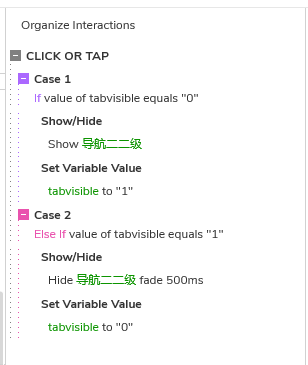 Organize Interactions
CLICK OR TAP
Case 1
If value of tabvisible equals "0"
Show/Hide
Show 导航二二级
Set Variable Value
tabvisible to "1"
Case 2
Else If value of tabvisible equals "1"
Show/Hide
Hide 导航二二级 fade 500ms
Set Variable Value
tabvisible to "0"